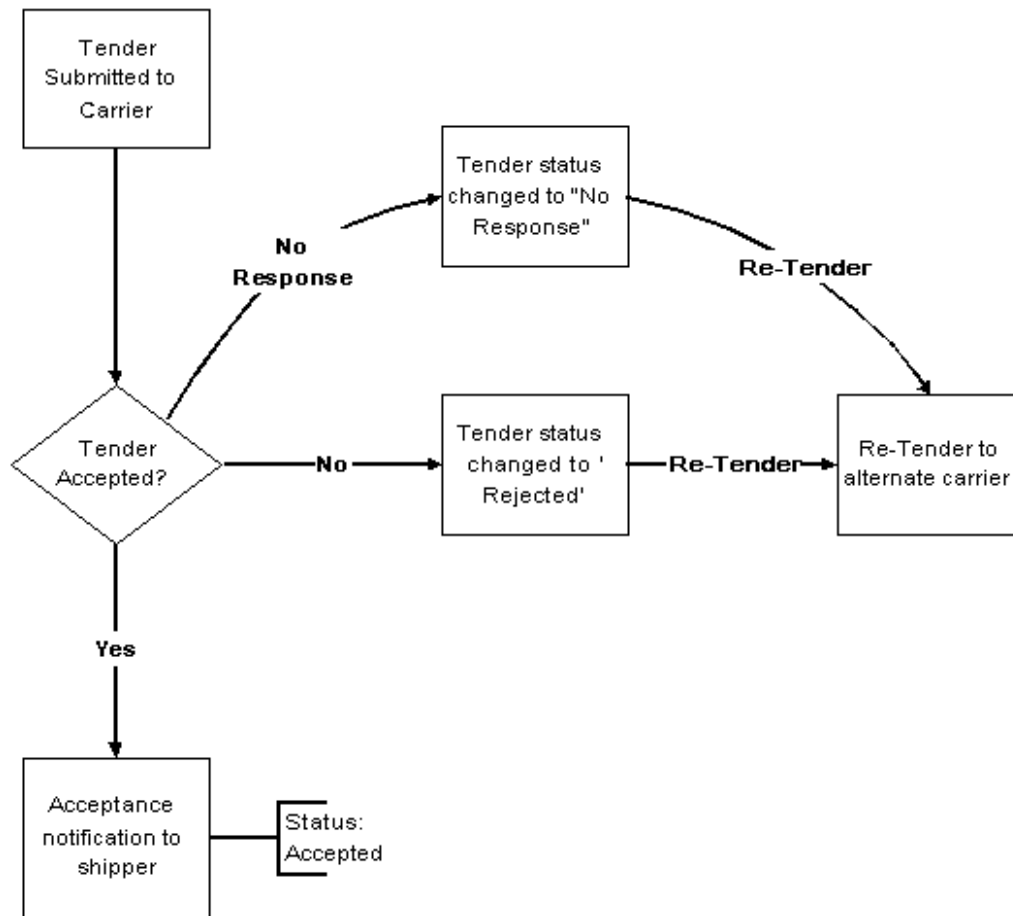 Tender
Submitted to
Carrier
Tender status
changed to "No
Response"
No
Response
Re-Tender
Tender
Accepted?
No
Tender status
changed to '
Rejected'
Re-Tender
Re-Tender to
alternate carrier
Yes
Acceptance
notification to
shipper
Status:
Accepted